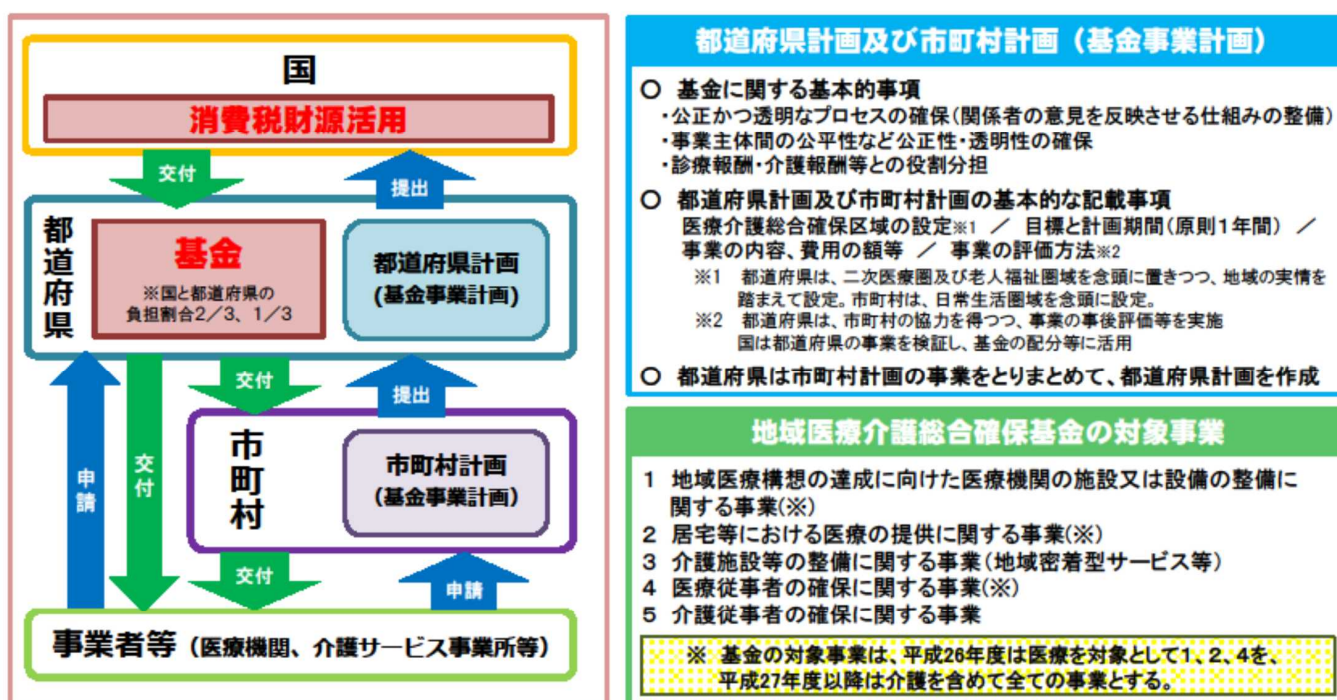 国
消費税財源活用
交付
提出
都道府県
基金
※国と都道府県の
負担割合2／3、1／3
都道府県計画
(基金事業計画)
交付
提出
申請
交付
市町村
市町村計画
(基金事業計画)
交付
申請
事業者等（医療機関、介護サービス事業所等）
都道府県計画及び市町村計画（基金事業計画）
○ 基金に関する基本的事項
・公正かつ透明なプロセスの確保（関係者の意見を反映させる仕組みの整備）
・事業主体間の公平性など公正性・透明性の確保
・診療報酬・介護報酬等との役割分担
○ 都道府県計画及び市町村計画の基本的な記載事項
医療介護総合確保区域の設定※1 ／ 目標と計画期間（原則1年間） ／
事業の内容、費用の額等 ／ 事業の評価方法※2
※1 都道府県は、二次医療圏及び老人福祉圏域を念頭に置きつつ、地域の実情を
踏まえて設定。市町村は、日常生活圏域を念頭に設定。
※2 都道府県は、市町村の協力を得つつ、事業の事後評価等を実施
国は都道府県の事業を検証し、基金の配分等に活用
○ 都道府県は市町村計画の事業をとりまとめて、都道府県計画を作成
地域医療介護総合確保基金の対象事業
1 地域医療構想の達成に向けた医療機関の施設又は設備の整備に
関する事業（※）
2 居宅等における医療の提供に関する事業（※）
3 介護施設等の整備に関する事業（地域密着型サービス等）
4 医療従事者の確保に関する事業（※）
5 介護従事者の確保に関する事業
※ 基金の対象事業は、平成26年度は医療を対象として1、2、4を、
平成27年度以降は介護を含めて全ての事業とする。